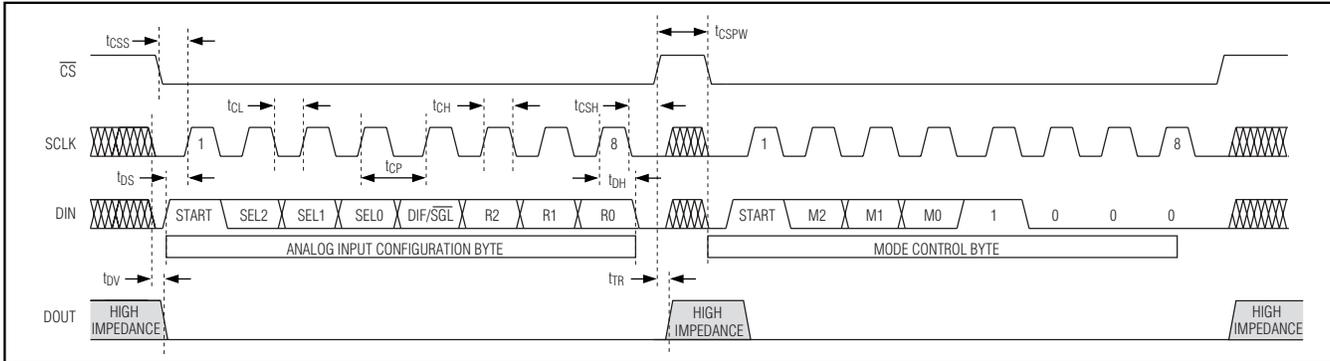 tCSS
tCSPW
CS
tCL
tCH
tCSH
SCLK
1
8
1
8
tCP
tDS
tDH
DIN
START SEL2 SEL1 SEL0 DIF/SGL R2 R1 R0
START M2 M1 M0 1 0 0 0
ANALOG INPUT CONFIGURATION BYTE
MODE CONTROL BYTE
tDV
tTR
DOUT
HIGH
IMPEDANCE
HIGH
IMPEDANCE
HIGH
IMPEDANCE